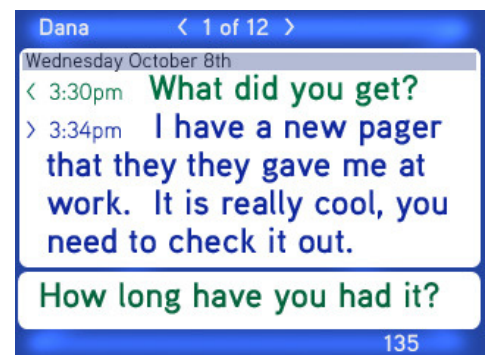 Dana < 1 of 12 >
Wednesday October 8th
< 3:30pm What did you get?
> 3:34pm I have a new pager
that they they gave me at
work. It is really cool, you
need to check it out.
How long have you had it?
135